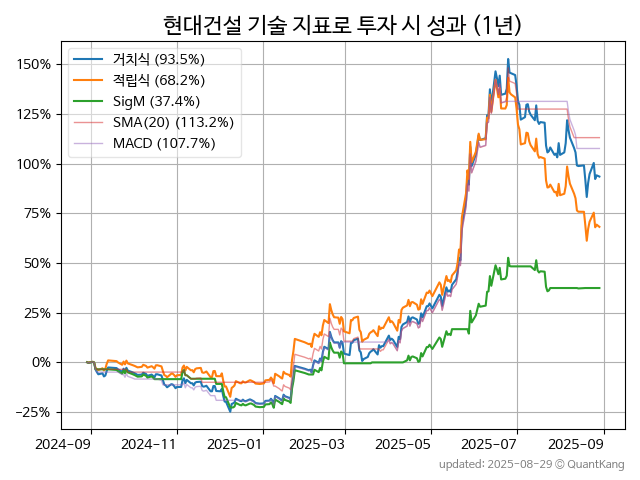 현대건설 기술 지표로 투자 시 성과 (1년)
거치식 (93.5%)
적립식 (68.2%)
SigM (37.4%)
SMA(20) (113.2%)
MACD (107.7%)
150%
125%
100%
75%
50%
25%
0%
−25%
2024-09 2024-11 2025-01 2025-03 2025-05 2025-07 2025-09
updated: 2025-08-29 © QuantKang